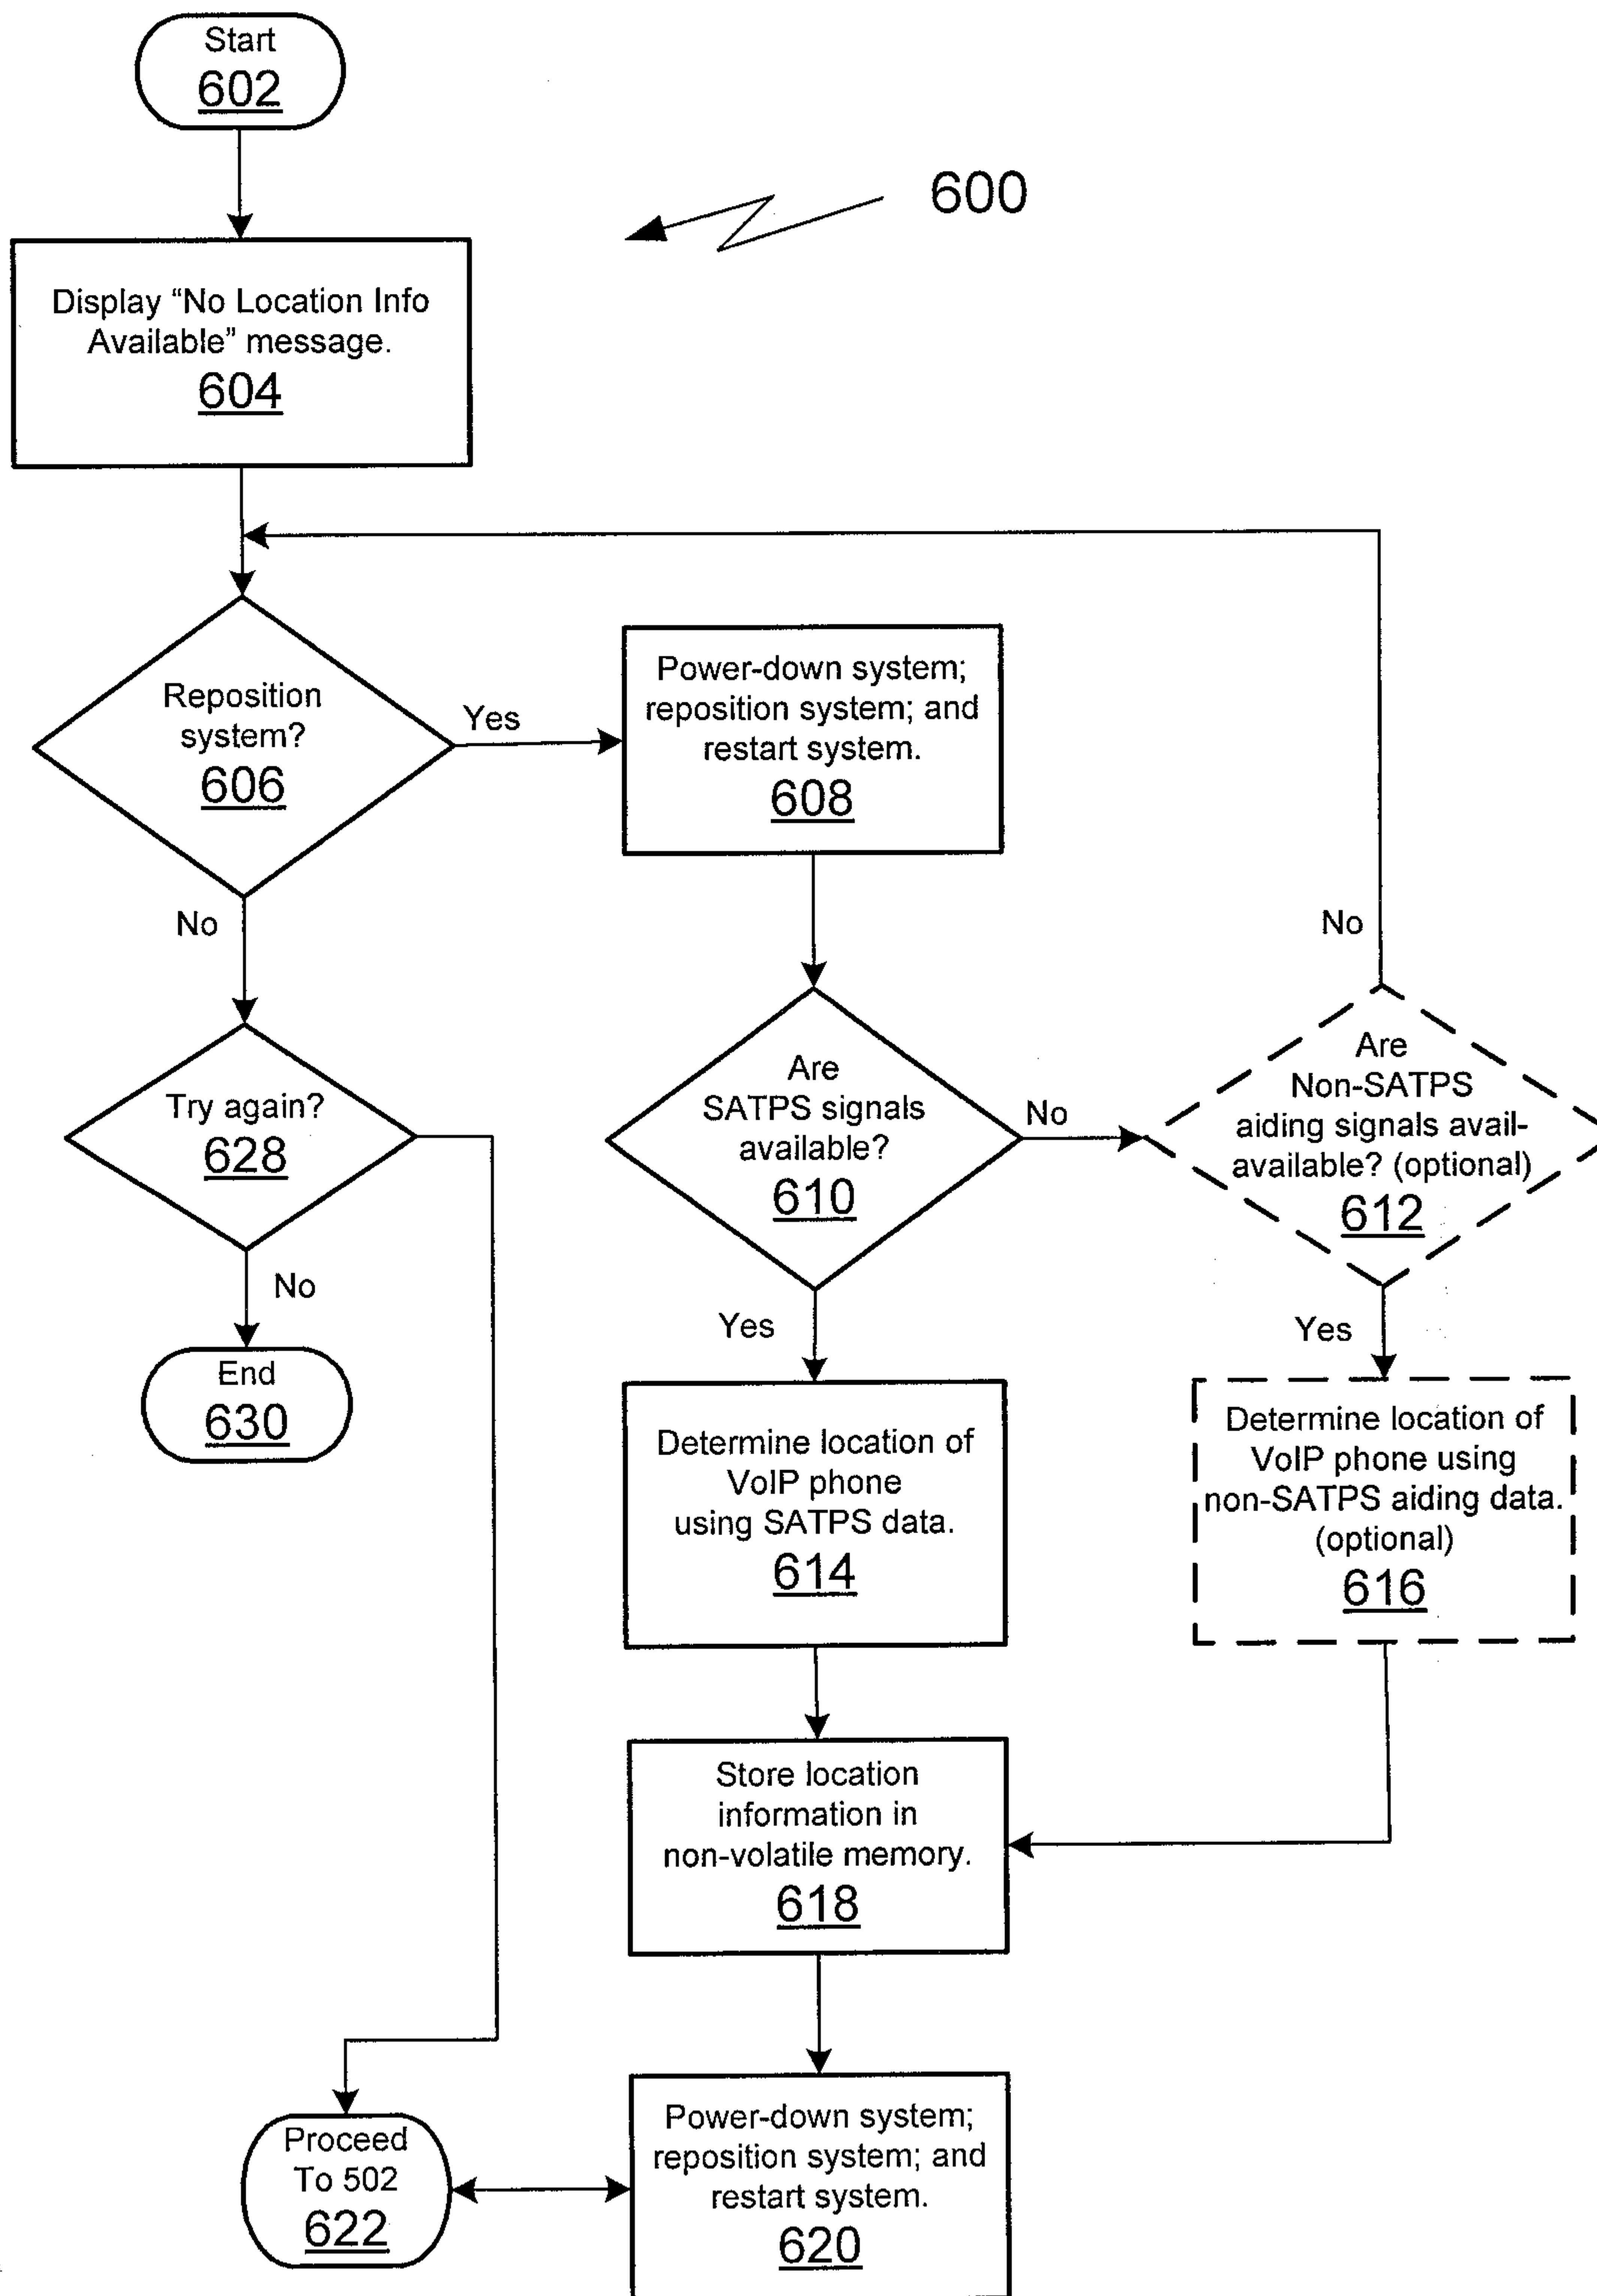 Start
602
600
Display “No Location Info
Available” message.
604
Reposition
system?
606
Yes
No
Power-down system;
reposition system; and
restart system.
608
Try again?
628
No
End
630
Are
SATPS signals
available?
610
No
Yes
Are
Non-SATPS
aiding signals avail-
available? (optional)
612
No
Yes
Determine location of
VoIP phone
using SATPS data.
614
Determine location of
VoIP phone using
non-SATPS aiding data.
(optional)
616
Store location
information in
non-volatile memory.
618
Proceed
To 502
622
Power-down system;
reposition system; and
restart system.
620